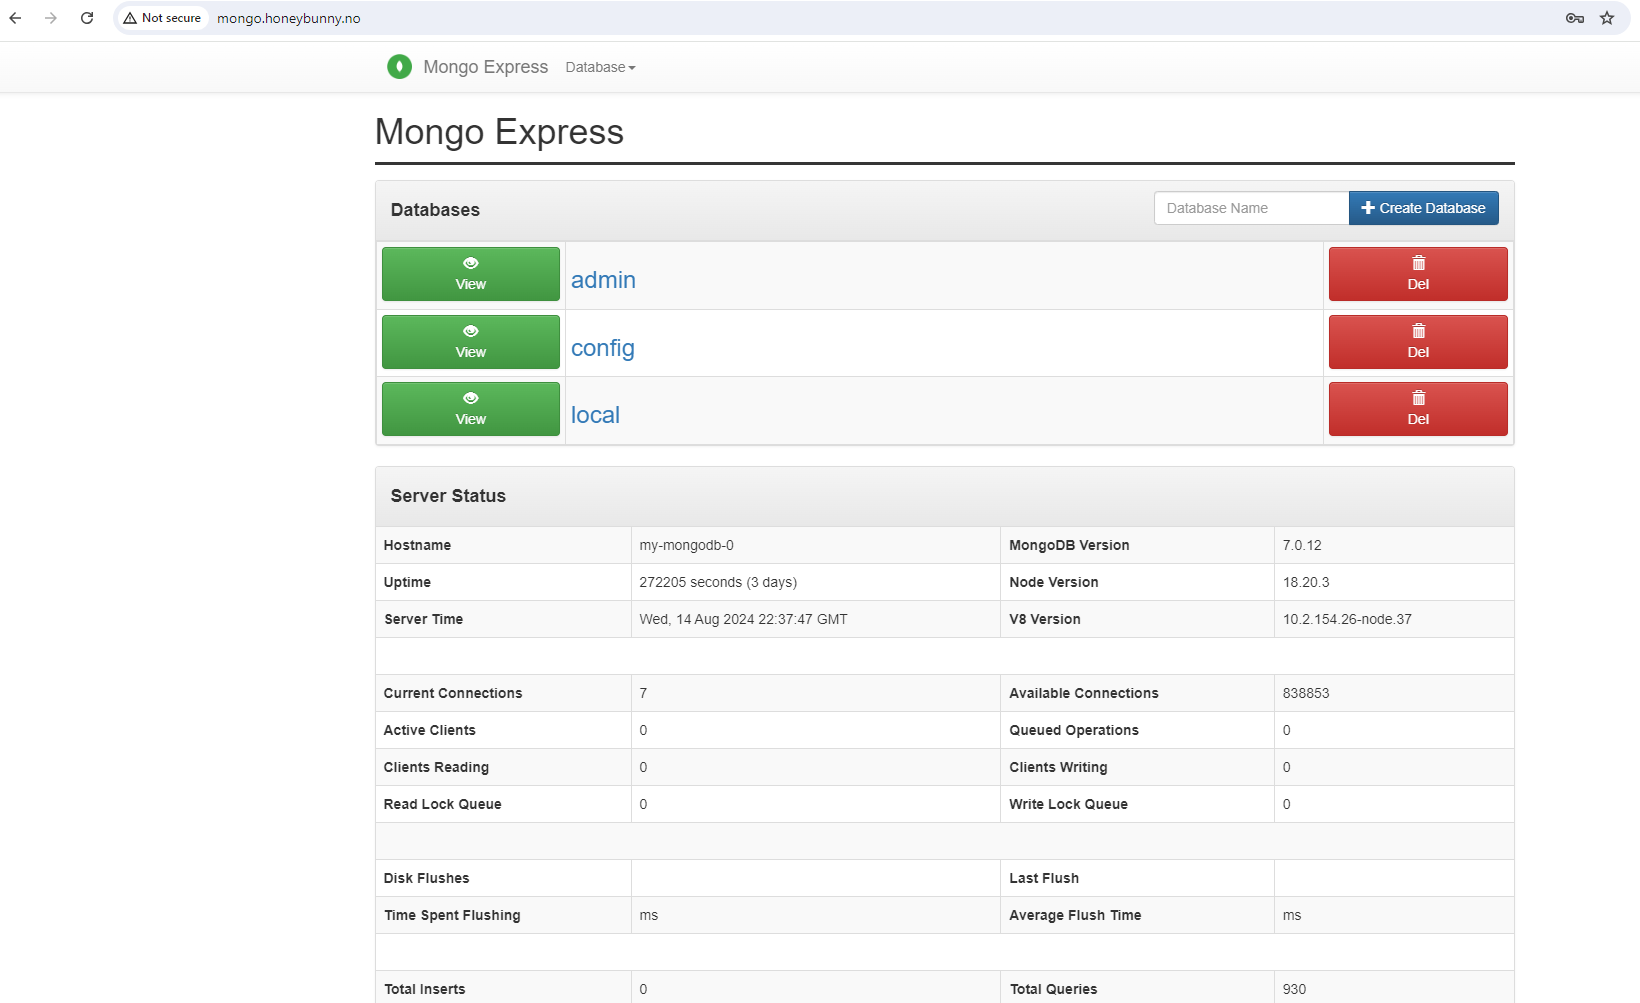 Not secure mongo.honeybunny.no
Mongo Express Database
Mongo Express
Databases Database Name Create Database
View admin Del
View config Del
View local Del
Server Status
Hostname my-mongodb-0 MongoDB Version 7.0.12
Uptime 272205 seconds (3 days) Node Version 18.20.3
Server Time Wed, 14 Aug 2024 22:37:47 GMT V8 Version 10.2.154.26-node.37
Current Connections 7 Available Connections 838853
Active Clients 0 Queued Operations 0
Clients Reading 0 Clients Writing 0
Read Lock Queue 0 Write Lock Queue 0
Disk Flushes Last Flush
Time Spent Flushing ms Average Flush Time ms
Total Inserts 0 Total Queries 930